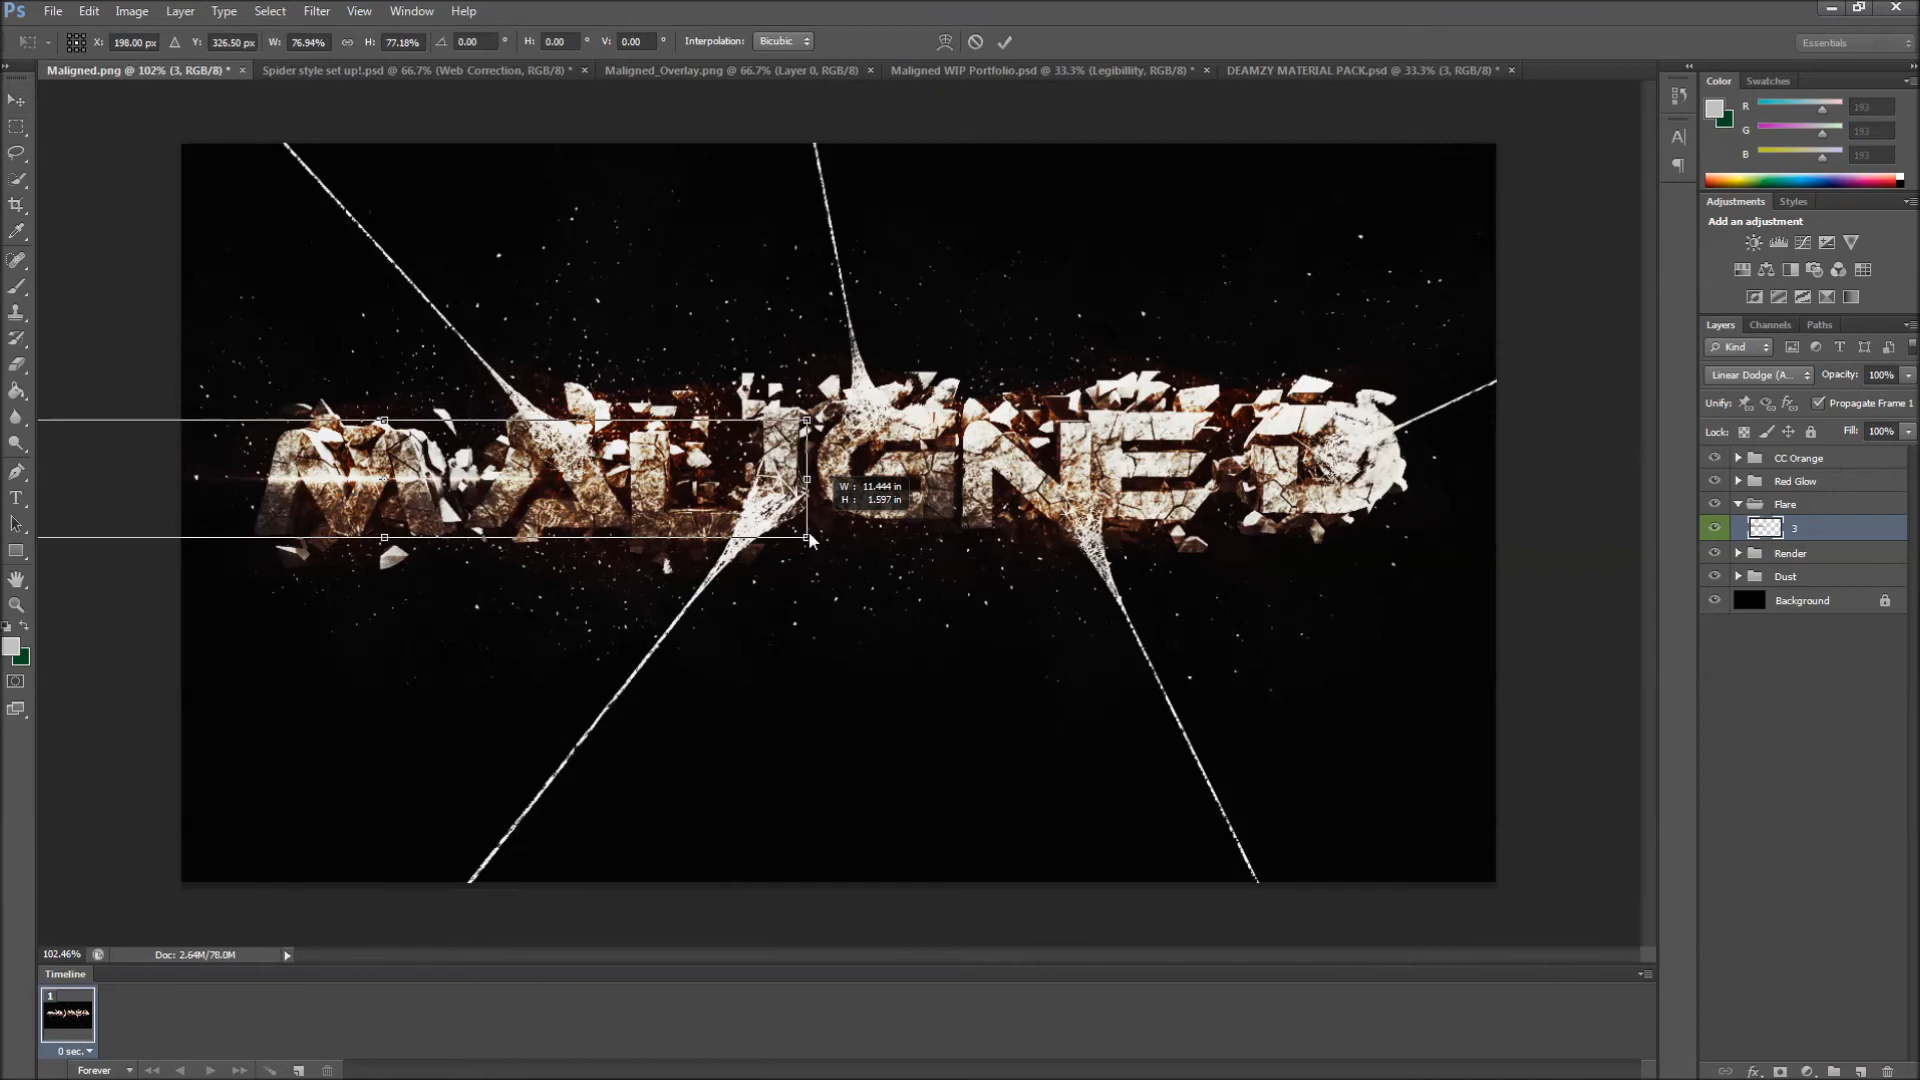 Ps File Edit Image Layer Type Select Filter View Window Help
X: 198.00 px Y: 326.50 px W: 76.94% H: 77.18% 0.00 ° H: 0.00 ° V: 0.00 ° Interpolation: Bicubic Essentials
Maligned.png @ 102% (3, RGB/8) * × Spider style set up!.psd @ 66.7% (Web Correction, RGB/8) * × Maligned_Overlay.png @ 66.7% (Layer 0, RGB/8) × Maligned WIP Portfolio.psd @ 33.3% (Legibillity, RGB/8) * × DEAMZY MATERIAL PACK.psd @ 33.3% (3, RGB/8) * ×
Color Swatches
R 193
G 193
B 193
Adjustments Styles
Add an adjustment
Layers Channels Paths
Kind
Linear Dodge (A... Opacity: 100%
Unify: Propagate Frame 1
Lock: Fill: 100%
CC Orange
Red Glow
Flare
3
Render
Dust
Background
MALIGNED
W : 11.444 in
H : 1.597 in
102.46% Doc: 2.64M/78.0M
Timeline
1
0 sec.
Forever